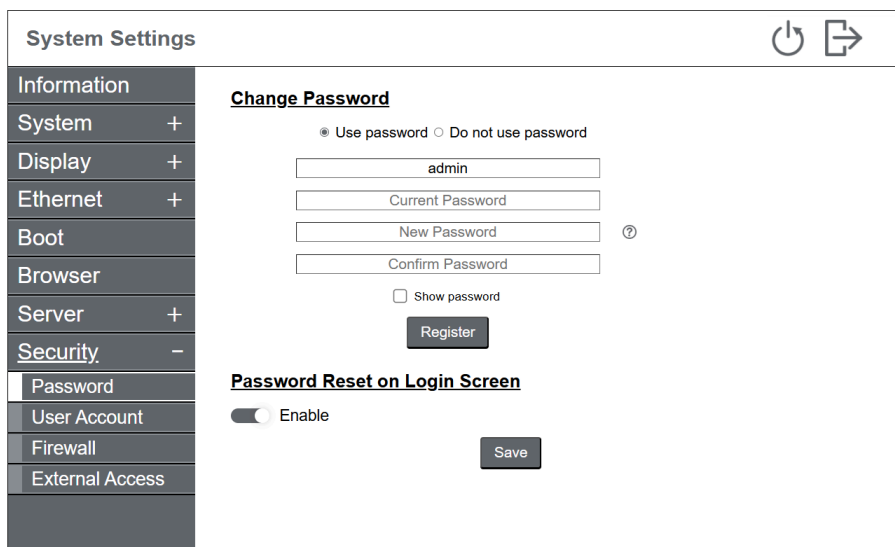 System Settings
Information
System +
Display +
Ethernet +
Boot
Browser
Server +
Security −
Password
User Account
Firewall
External Access
Change Password
Use password Do not use password
admin
Current Password
New Password ?
Confirm Password
Show password
Register
Password Reset on Login Screen
Enable
Save